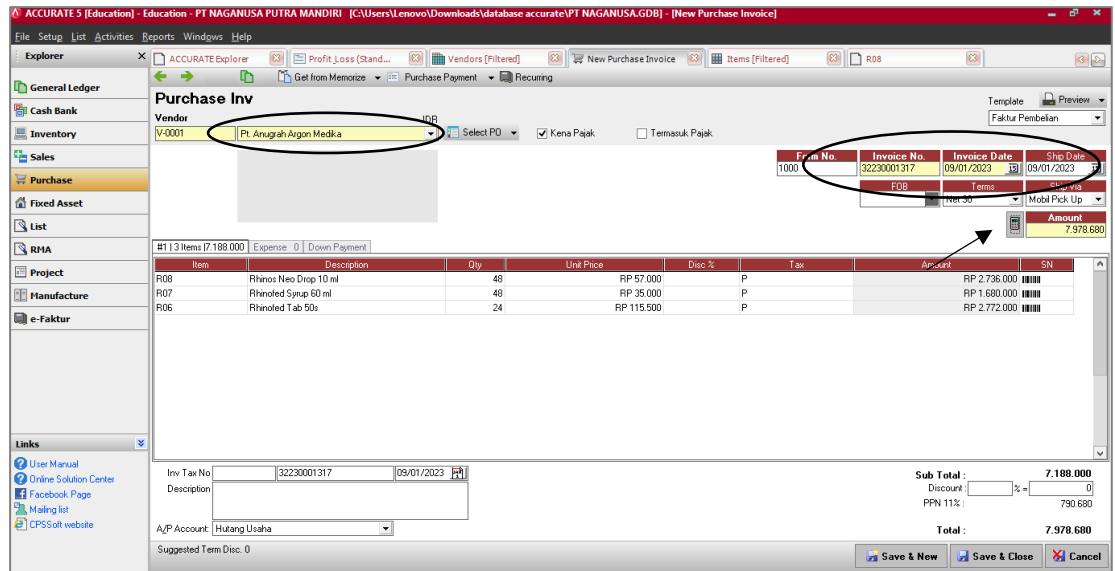 ACCURATE 5 [Education] - Education - PT NAGANUSA PUTRA MANDIRI [C:\Users\Lenovo\Downloads\database accurate\PT NAGANUSA.GDB] - [New Purchase Invoice]
File Setup List Activities Reports Windows Help
Explorer X
ACCURATE Explorer Profit_Loss (Stand... Vendors [Filtered] New Purchase Invoice Items [Filtered] R08
Get from Memorize Purchase Payment Recurring
General Ledger
Cash Bank
Inventory
Sales
Purchase
Fixed Asset
List
RMA
Project
Manufacture
e-Faktur
Links
User Manual
Online Solution Center
Facebook Page
Mailing list
CPSSoft website
Purchase Inv
Template Preview
Faktur Pembelian
Vendor IDR
V-0001 Pt. Anugrah Argon Medika Select PO Kena Pajak Termasuk Pajak
Form No. Invoice No. Invoice Date Ship Date
1000 32230001317 09/01/2023 09/01/2023
FOB Terms Ship Via
Net 30 Mobil Pick Up
Amount
7.978.680
#1 | 3 Items |7.188.000 Expense 0 Down Payment
Item Description Qty Unit Price Disc % Tax Amount SN
R08 Rhinos Neo Drop 10 ml 48 RP 57.000 P RP 2.736.000
R07 Rhinofed Syrup 60 ml 48 RP 35.000 P RP 1.680.000
R06 Rhinofed Tab 50s 24 RP 115.500 P RP 2.772.000
Inv Tax No 32230001317 09/01/2023
Description
A/P Account Hutang Usaha
Sub Total : 7.188.000
Discount : % = 0
PPN 11% : 790.680
Total : 7.978.680
Suggested Term Disc. 0
Save & New Save & Close Cancel